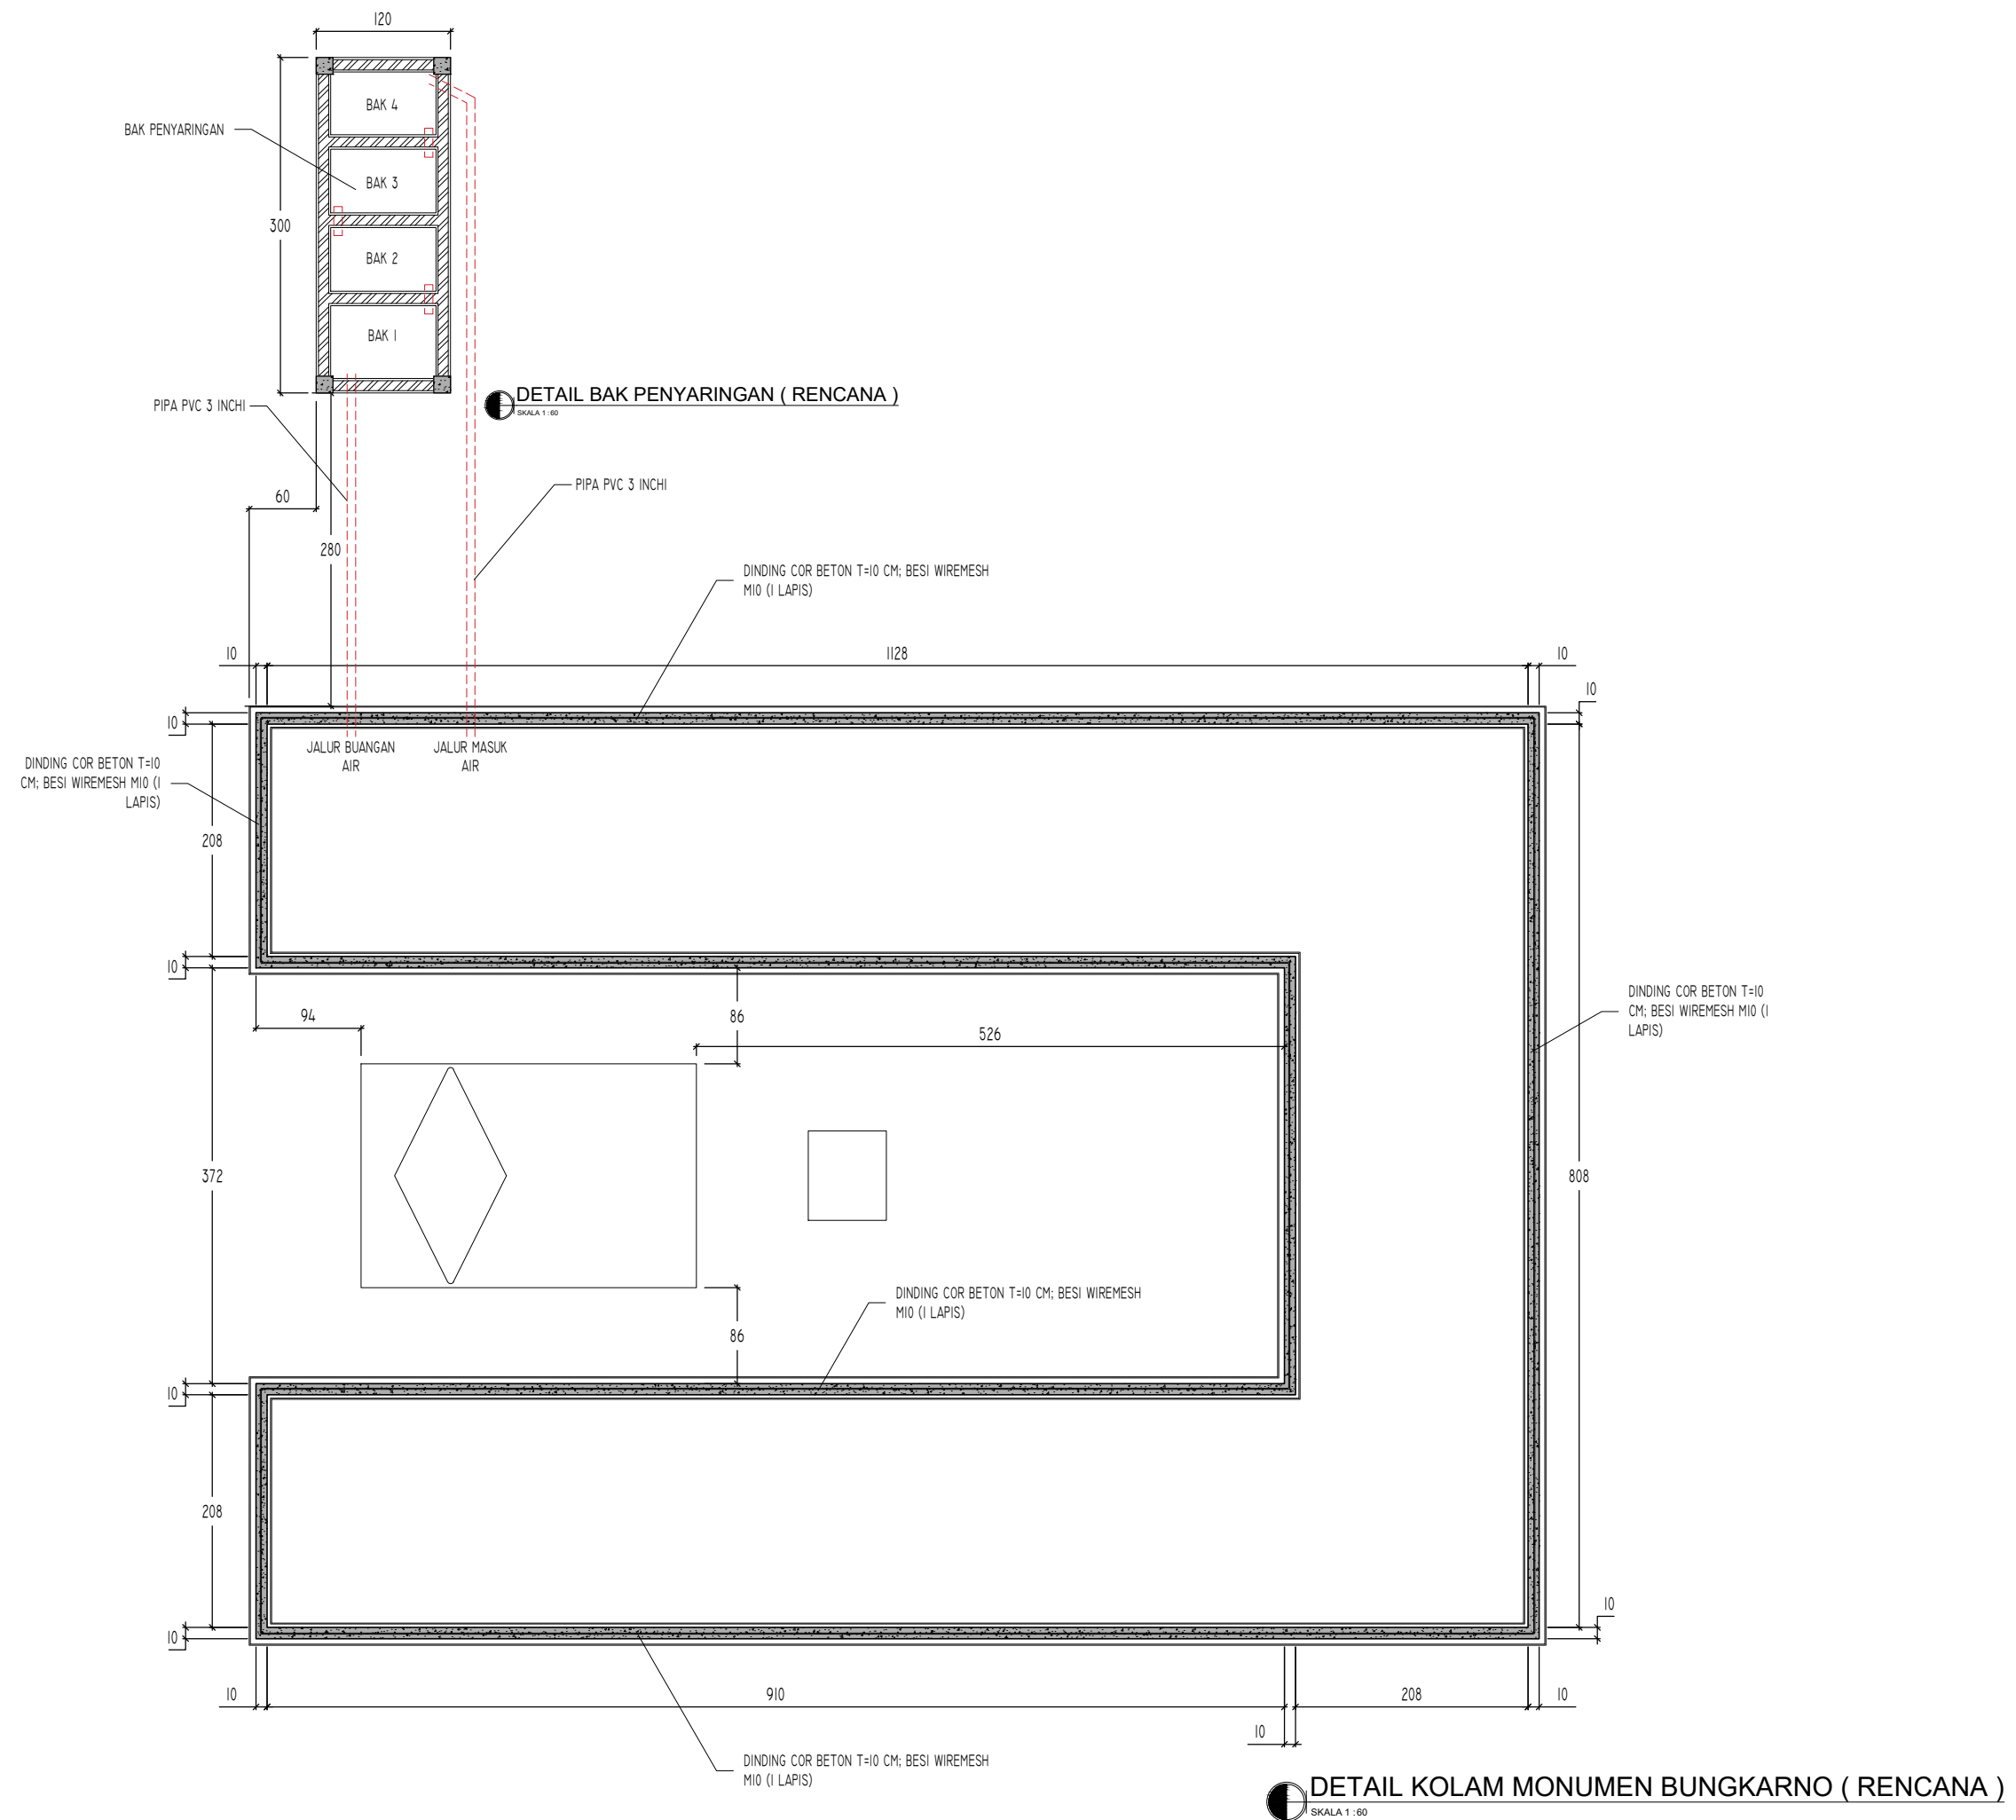 120
BAK 4
BAK PENYARINGAN
BAK 3
300
BAK 2
BAK 1
DETAIL BAK PENYARINGAN ( RENCANA )
SKALA 1 : 60
PIPA PVC 3 INCHI
PIPA PVC 3 INCHI
60
280
DINDING COR BETON T=10 CM; BESI WIREMESH
M10 (1 LAPIS)
10
1128
10
10
10
JALUR BUANGAN
AIR
JALUR MASUK
AIR
DINDING COR BETON T=10
CM; BESI WIREMESH M10 (1
LAPIS)
208
10
94
86
526
DINDING COR BETON T=10
CM; BESI WIREMESH M10 (1
LAPIS)
372
808
DINDING COR BETON T=10 CM; BESI WIREMESH
M10 (1 LAPIS)
86
10
208
10
10
10
910
208
10
10
DINDING COR BETON T=10 CM; BESI WIREMESH
M10 (1 LAPIS)
DETAIL KOLAM MONUMEN BUNGKARNO ( RENCANA )
SKALA 1 : 60